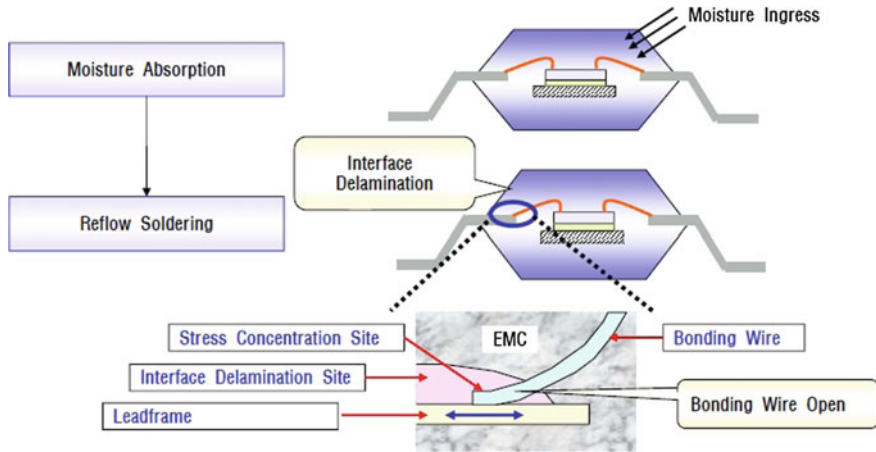 Moisture Absorption
Moisture Ingress
Interface
Delamination
Reflow Soldering
Stress Concentration Site
EMC
Bonding Wire
Interface Delamination Site
Leadframe
Bonding Wire Open